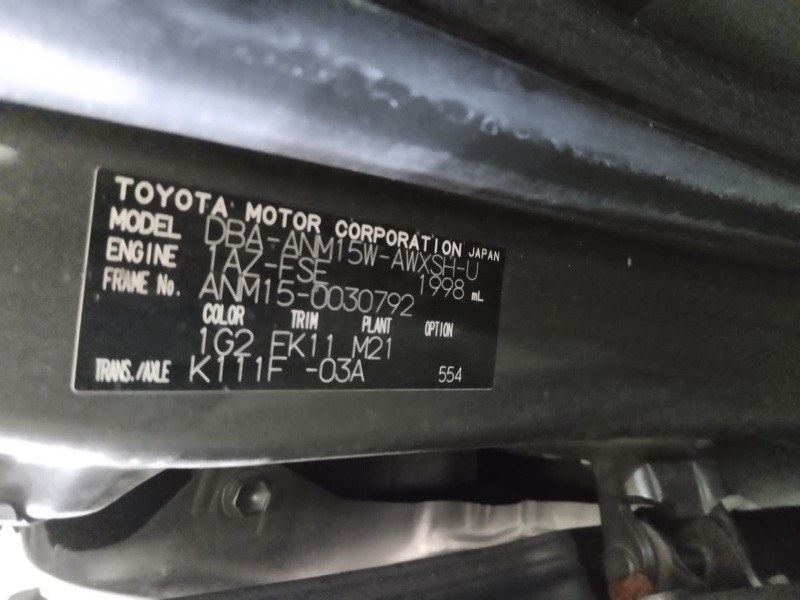 TOYOTA MOTOR CORPORATION JAPAN
MODEL DBA-ANM15W-AWXSH-U
ENGINE 1AZ-FSE 1998 mL
FRAME No. ANM15-0030792
COLOR TRIM PLANT OPTION
1G2 FK11 M21
TRANS./AXLE K111F -03A 554